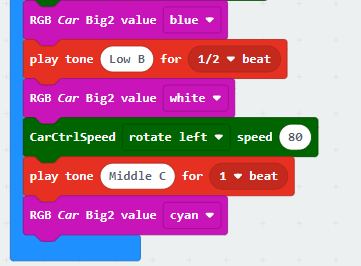 RGB Car Big2 value blue
play tone Low B for 1/2 beat
RGB Car Big2 value white
CarCtrlSpeed rotate left speed 80
play tone Middle C for 1 beat
RGB Car Big2 value cyan